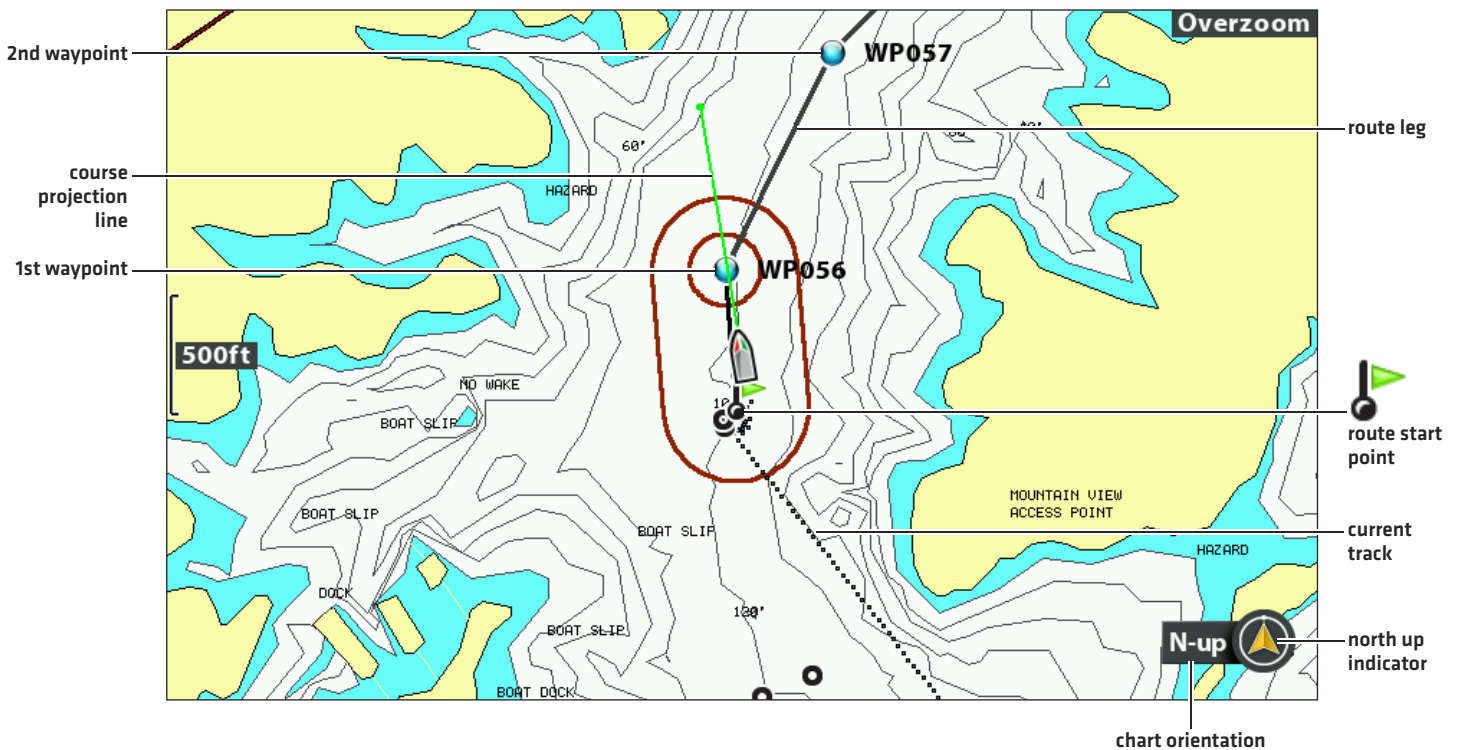 Overzoom
2nd waypoint
WP057
route leg
60'
course
projection
line
HAZARD
1st waypoint
WP056
500ft
NO WAKE
BOAT SLIP
route start
point
MOUNTAIN VIEW
ACCESS POINT
BOAT SLIP
BOAT SLIP
current
track
HAZARD
DOCK
BOAT SLIP
N-up
north up
indicator
BOAT DOCK
chart orientation